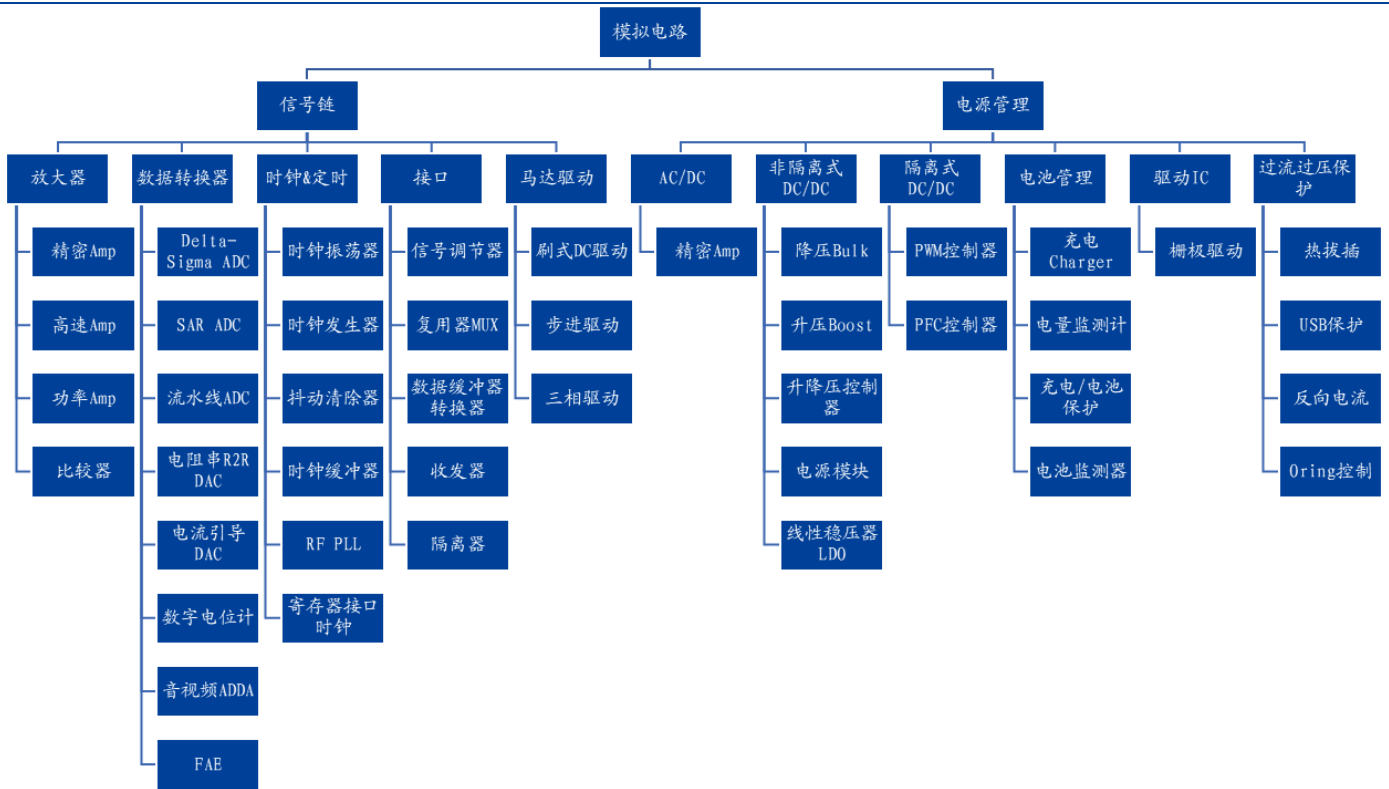 模拟电路
信号链
电源管理
放大器
数据转换器
时钟&定时
接口
马达驱动
AC/DC
非隔离式
DC/DC
隔离式
DC/DC
电池管理
驱动IC
过流过压保
护
精密Amp
高速Amp
功率Amp
比较器
Delta-
Sigma ADC
SAR ADC
流水线ADC
电阻串R2R
DAC
电流引导
DAC
数字电位计
音视频ADDA
FAE
时钟振荡器
时钟发生器
抖动清除器
时钟缓冲器
RF PLL
寄存器接口
时钟
信号调节器
复用器MUX
数据缓冲器
转换器
收发器
隔离器
刷式DC驱动
步进驱动
三相驱动
精密Amp
降压Bulk
升压Boost
升降压控制
器
电源模块
线性稳压器
LDO
PWM控制器
PFC控制器
充电
Charger
电量监测计
充电/电池
保护
电池监测器
栅极驱动
热拔插
USB保护
反向电流
Oring控制